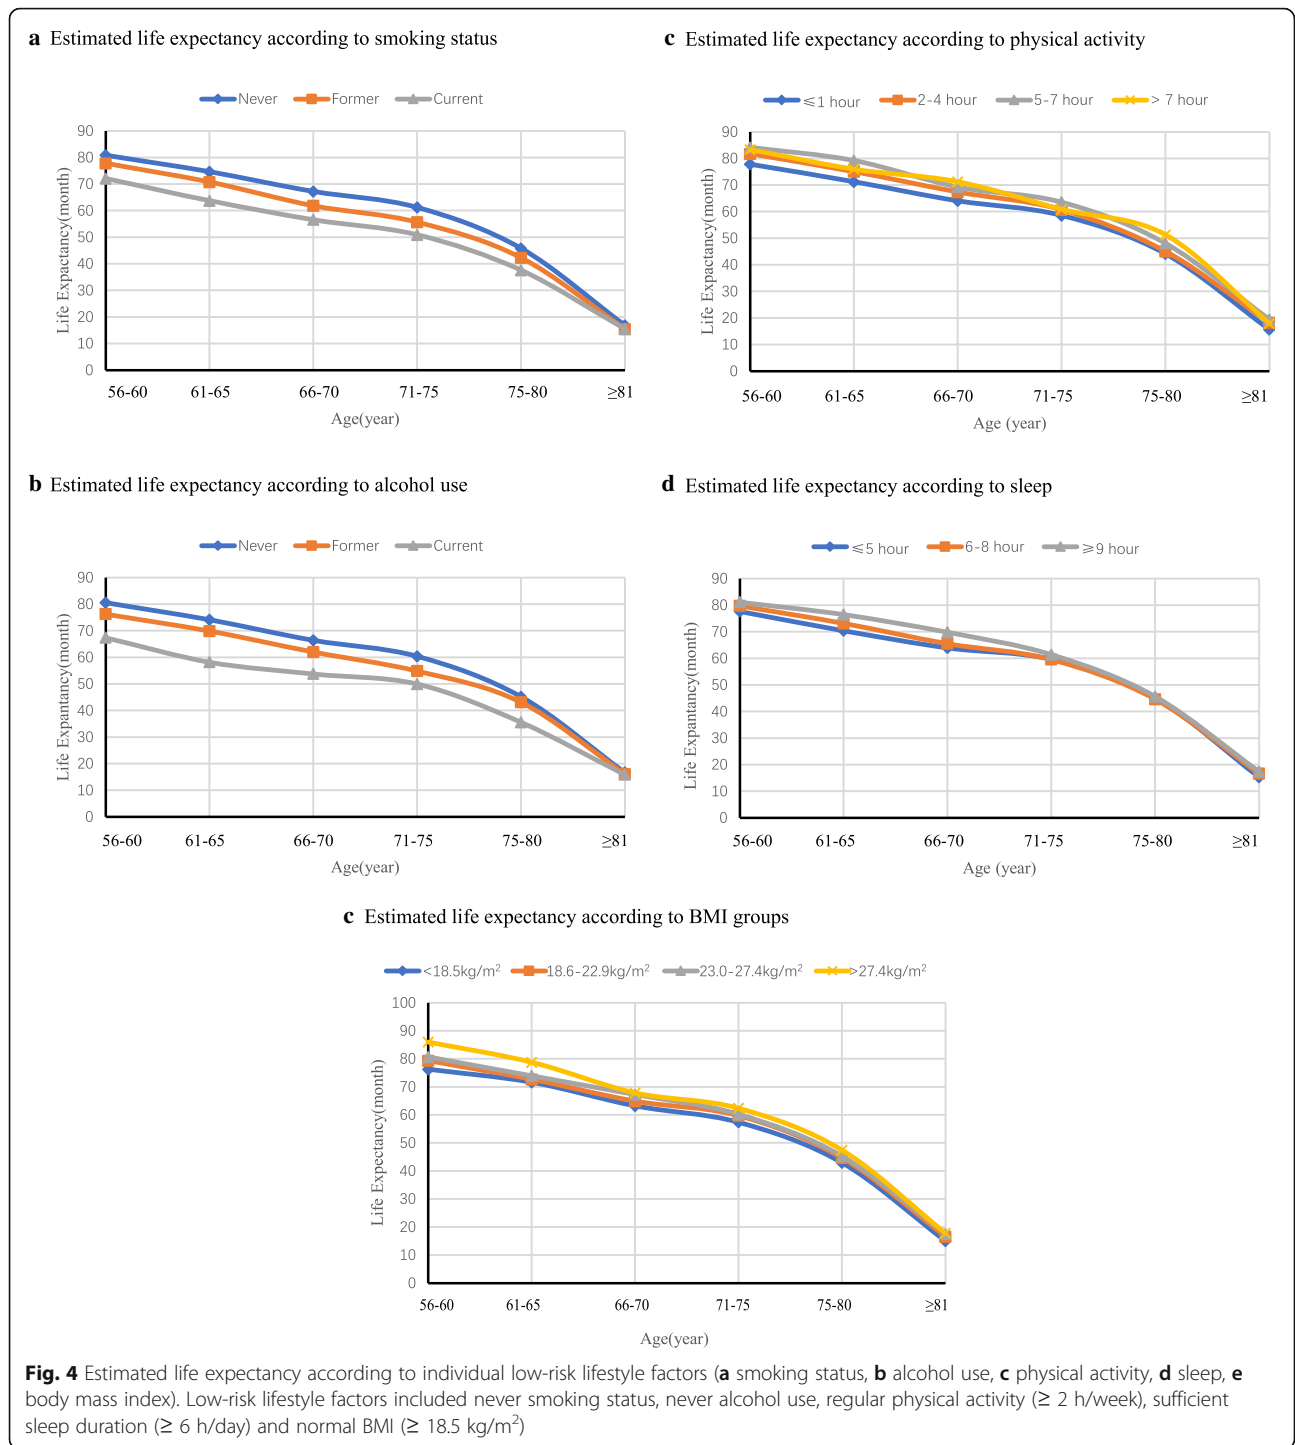 a Estimated life expectancy according to smoking status
Never Former Current
90
80
70
60
50
40
30
20
10
0
Life Expactancy(month)
56-60 61-65 66-70 71-75 75-80 ≥81
Age(year)
c Estimated life expectancy according to physical activity
≤1 hour 2-4 hour 5-7 hour > 7 hour
90
80
70
60
50
40
30
20
10
0
Life Expactancy(month)
56-60 61-65 66-70 71-75 75-80 ≥81
Age (year)
b Estimated life expectancy according to alcohol use
Never Former Current
90
80
70
60
50
40
30
20
10
0
Life Expantancy(month)
56-60 61-65 66-70 71-75 75-80 ≥81
Age(year)
d Estimated life expectancy according to sleep
≤5 hour 6-8 hour ≥9 hour
90
80
70
60
50
40
30
20
10
0
Life Expantancy(month)
56-60 61-65 66-70 71-75 75-80 ≥81
Age (year)
c Estimated life expectancy according to BMI groups
<18.5kg/m² 18.6-22.9kg/m² 23.0-27.4kg/m² >27.4kg/m²
100
90
80
70
60
50
40
30
20
10
0
Life Expectancy(month)
56-60 61-65 66-70 71-75 75-80 ≥81
Age(year)
Fig. 4 Estimated life expectancy according to individual low-risk lifestyle factors (a smoking status, b alcohol use, c physical activity, d sleep, e
body mass index). Low-risk lifestyle factors included never smoking status, never alcohol use, regular physical activity (≥ 2 h/week), sufficient
sleep duration (≥ 6 h/day) and normal BMI (≥ 18.5 kg/m²)